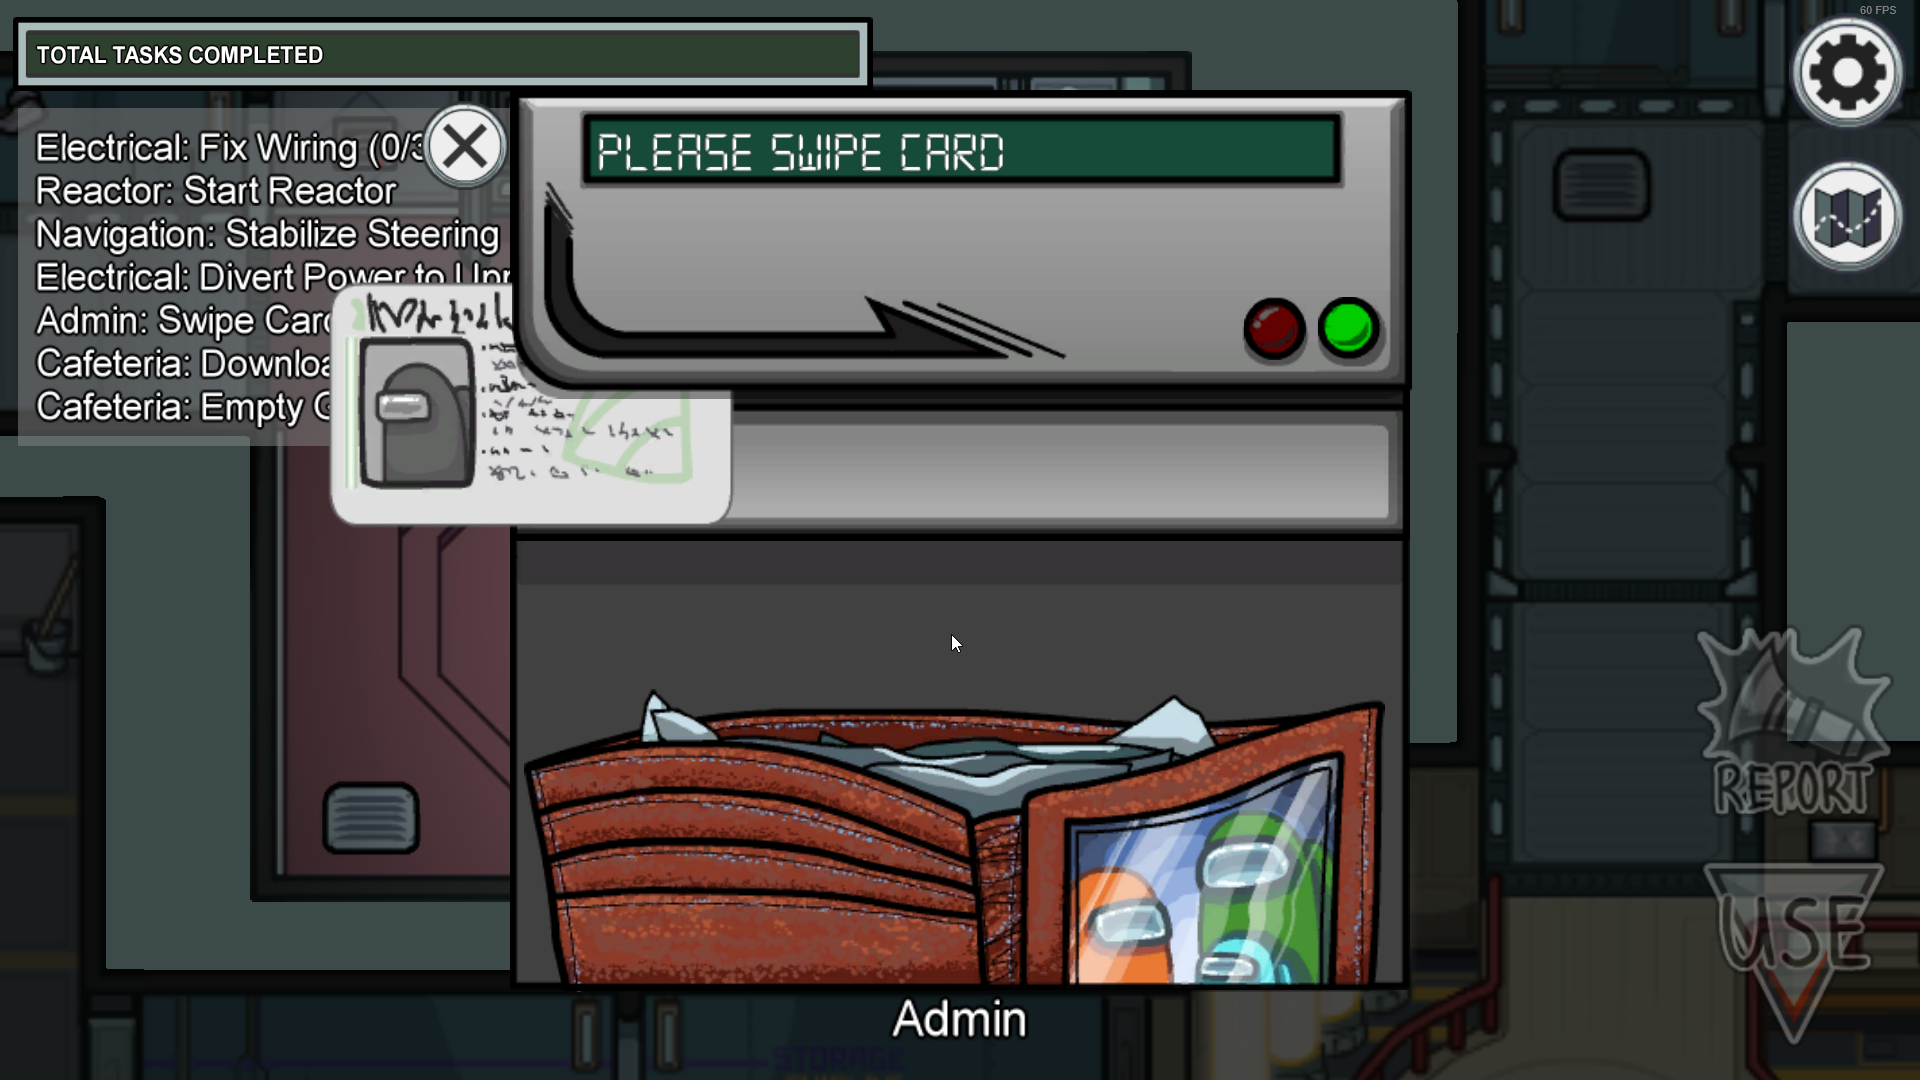 60 FPS
TOTAL TASKS COMPLETED
PLEASE SWIPE CARD
Electrical: Fix Wiring (0/3
Reactor: Start Reactor
Navigation: Stabilize Steering
Electrical: Divert Power to
Admin: Swipe Card
Cafeteria:
Cafeteria: Empty
REPORT
USE
Admin
STORAGE